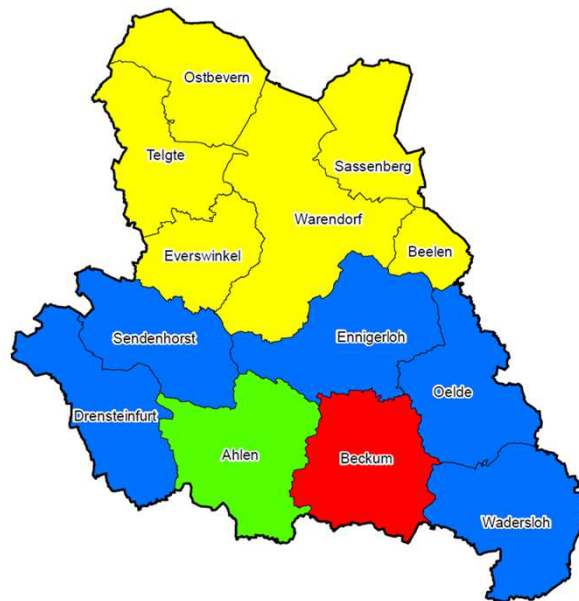 Ostbevern
Telgte
Sassenberg
Warendorf
Everswinkel
Beelen
Sendenhorst
Ennigerloh
Oelde
Drensteinfurt
Ahlen
Beckum
Wadersloh